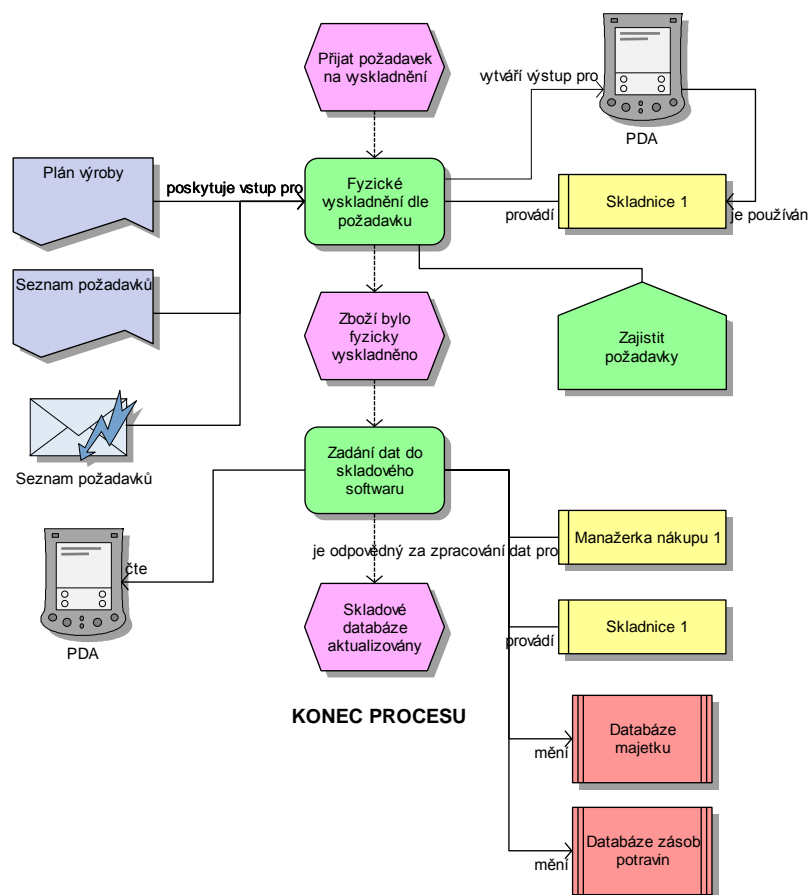 Přijat požadavek
na vyskladnění
vytváří výstup pro
PDA
Plán výroby
poskytuje vstup pro
Fyzické
vyskladnění dle
požadavku
provádí
Skladnice 1
je používán
Seznam požadavků
Zboží bylo
fyzicky
vyskladněno
Zajistit
požadavky
Seznam požadavků
Zadání dat do
skladového
softwaru
je odpovědný za zpracování dat pro
Manažerka nákupu 1
čte
PDA
Skladové
databáze
aktualizovány
provádí
Skladnice 1
KONEC PROCESU
mění
Databáze
majetku
mění
Databáze zásob
potravin